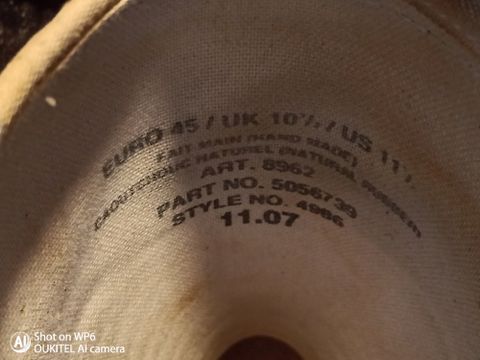 EURO 45 / UK 10½ / US 11½
FAIT MAIN (HAND MADE)
CAOUTCHOUC NATUREL (NATURAL RUBBER)
ART. 8962
PART NO. 5056739
STYLE NO. 4966
11.07
Shot on WP6
OUKITEL AI camera